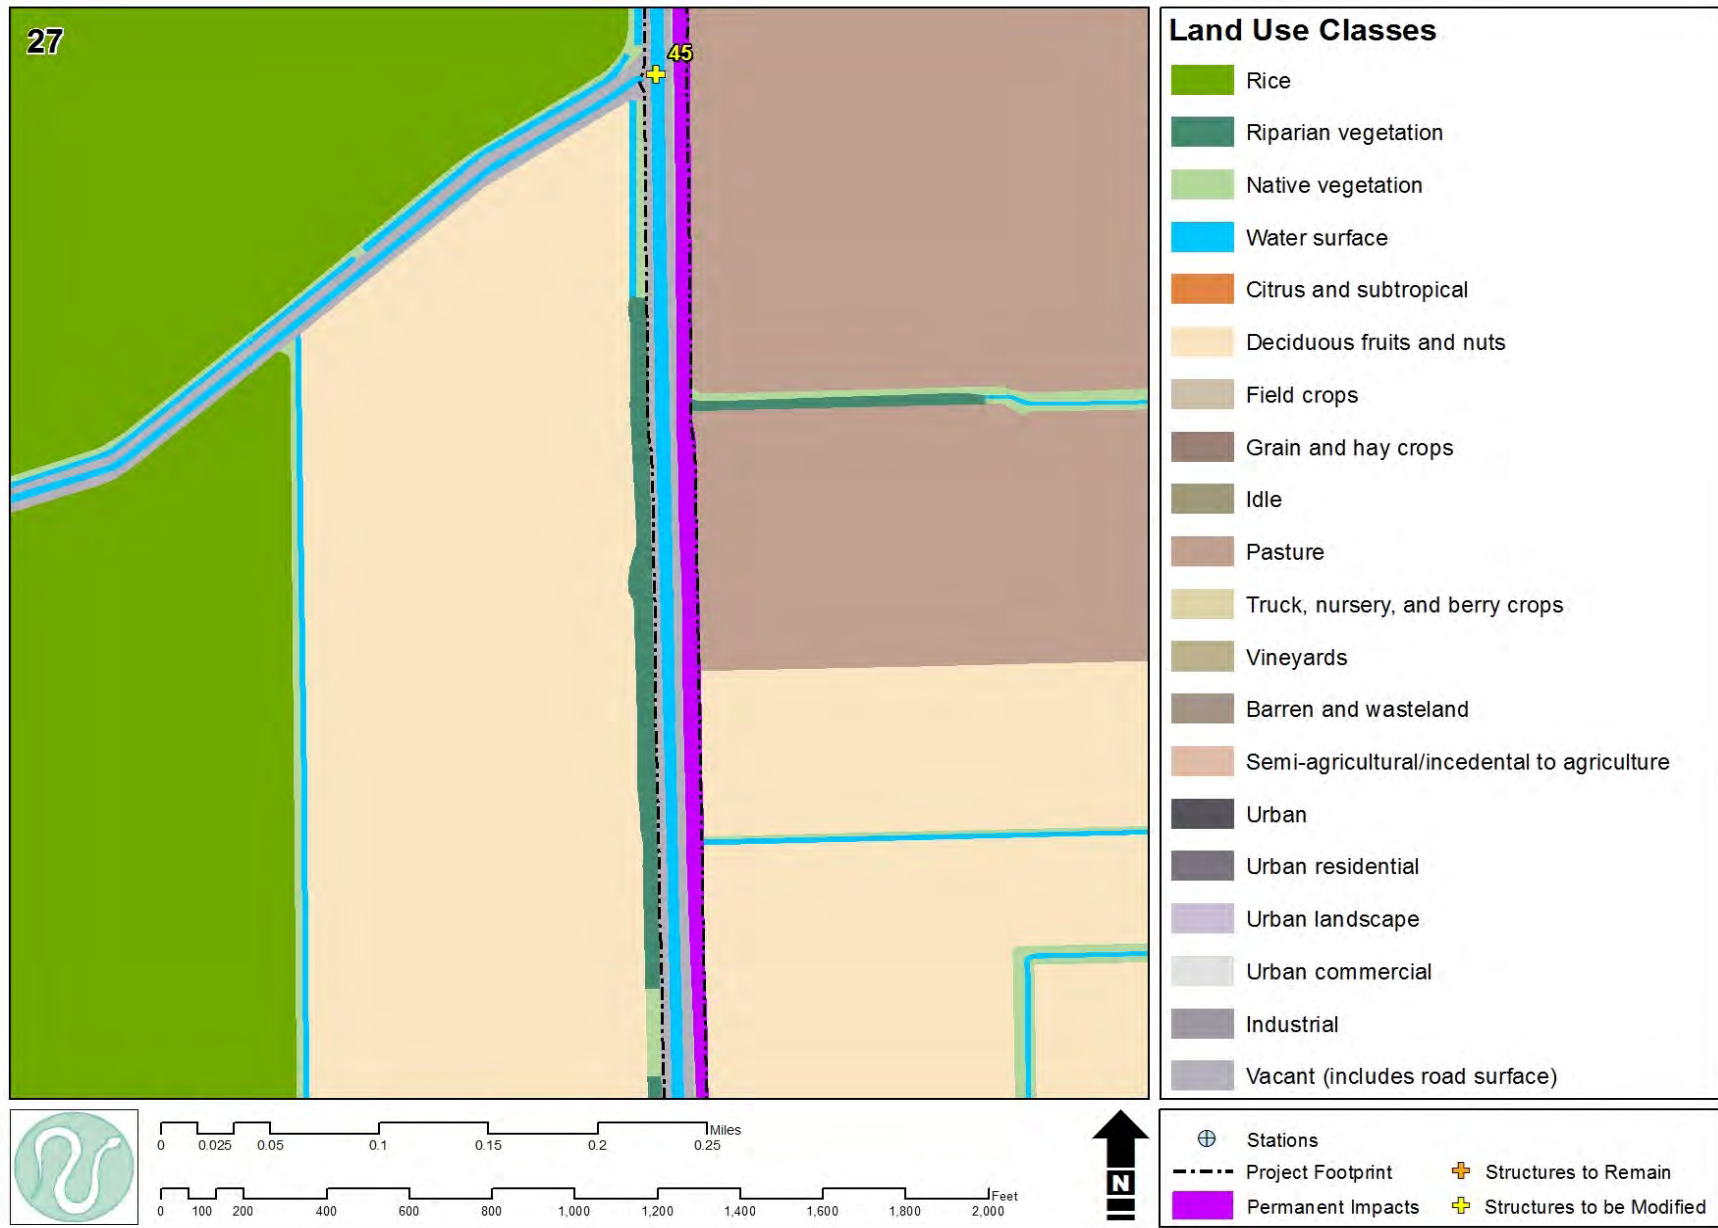 27
45
Land Use Classes
Rice
Riparian vegetation
Native vegetation
Water surface
Citrus and subtropical
Deciduous fruits and nuts
Field crops
Grain and hay crops
Idle
Pasture
Truck, nursery, and berry crops
Vineyards
Barren and wasteland
Semi-agricultural/incedental to agriculture
Urban
Urban residential
Urban landscape
Urban commercial
Industrial
Vacant (includes road surface)
Miles
0 0.025 0.05 0.1 0.15 0.2 0.25
Feet
0 100 200 400 600 800 1,000 1,200 1,400 1,600 1,800 2,000
N
Stations
Project Footprint Structures to Remain
Permanent Impacts Structures to be Modified